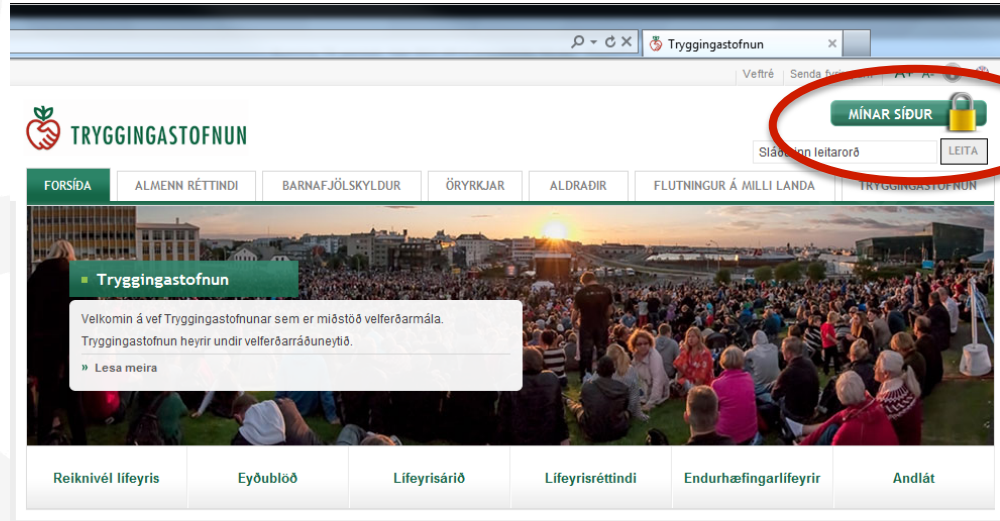 Tryggingastofnun
Veftré
Senda
A+ A-
MÍNAR SÍÐUR
TRYGGINGASTOFNUN
leitarorð
LEITA
FORSÍÐA ALMENN RÉTTINDI BARNAFJÖLSKYLDUR ÖRYRKJAR ALDRAÐIR FLUTNINGUR Á MILLI LANDA TRYGGINGASTOFNUN
Tryggingastofnun
Velkomin á vef Tryggingastofnunar sem er miðstöð velferðarmála.
Tryggingastofnun heyrir undir velferðarráðuneytið.
» Lesa meira
Reiknivél lífeyris Eyðublöð Lífeyrisárið Lífeyrisréttindi Endurhæfingarlífeyrir Andlát